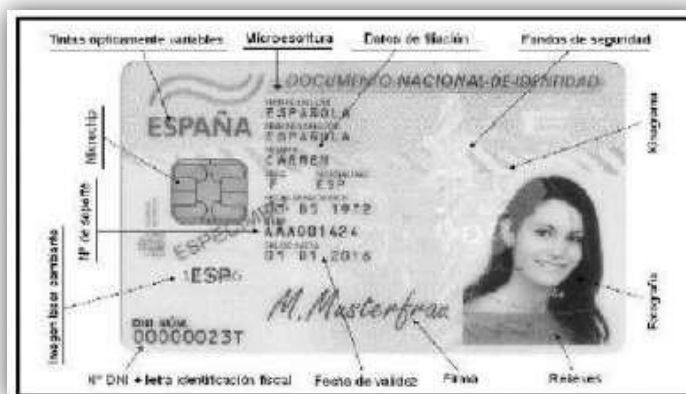 Tintas ópticamente variables
Microescritura
Datos de filiación
Fondos de seguridad
DOCUMENTO NACIONAL DE IDENTIDAD
ESPAÑA
ESPAÑOLA
ESPAÑOLA
CARMEN
F ESP
1972
AAA001424
01 01 2016
ESPECIMEN
ESP
M. Musterfrau
DNI NÚM.
00000023T
Microchip
Nº de soporte
Imagen láser cambiante
Kinegrama
Fotografía
Nº DNI + letra identificación fiscal
Fecha de validez
Firma
Relieves